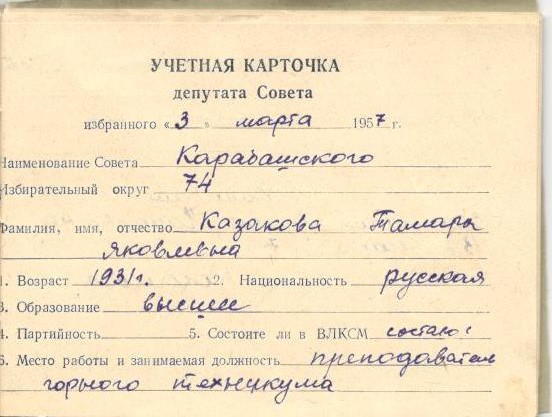 УЧЕТНАЯ КАРТОЧКА
депутата Совета
избранного « 3 » марта 1957 г.
Наименование Совета Карабашского
Избирательный округ 74
Фамилия, имя, отчество Казакова Тамара
Яковлевна
1. Возраст 1931г. 2. Национальность русская
3. Образование высшее
4. Партийность 5. Состоите ли в ВЛКСМ состою
6. Место работы и занимаемая должность преподаватель
горного техникума